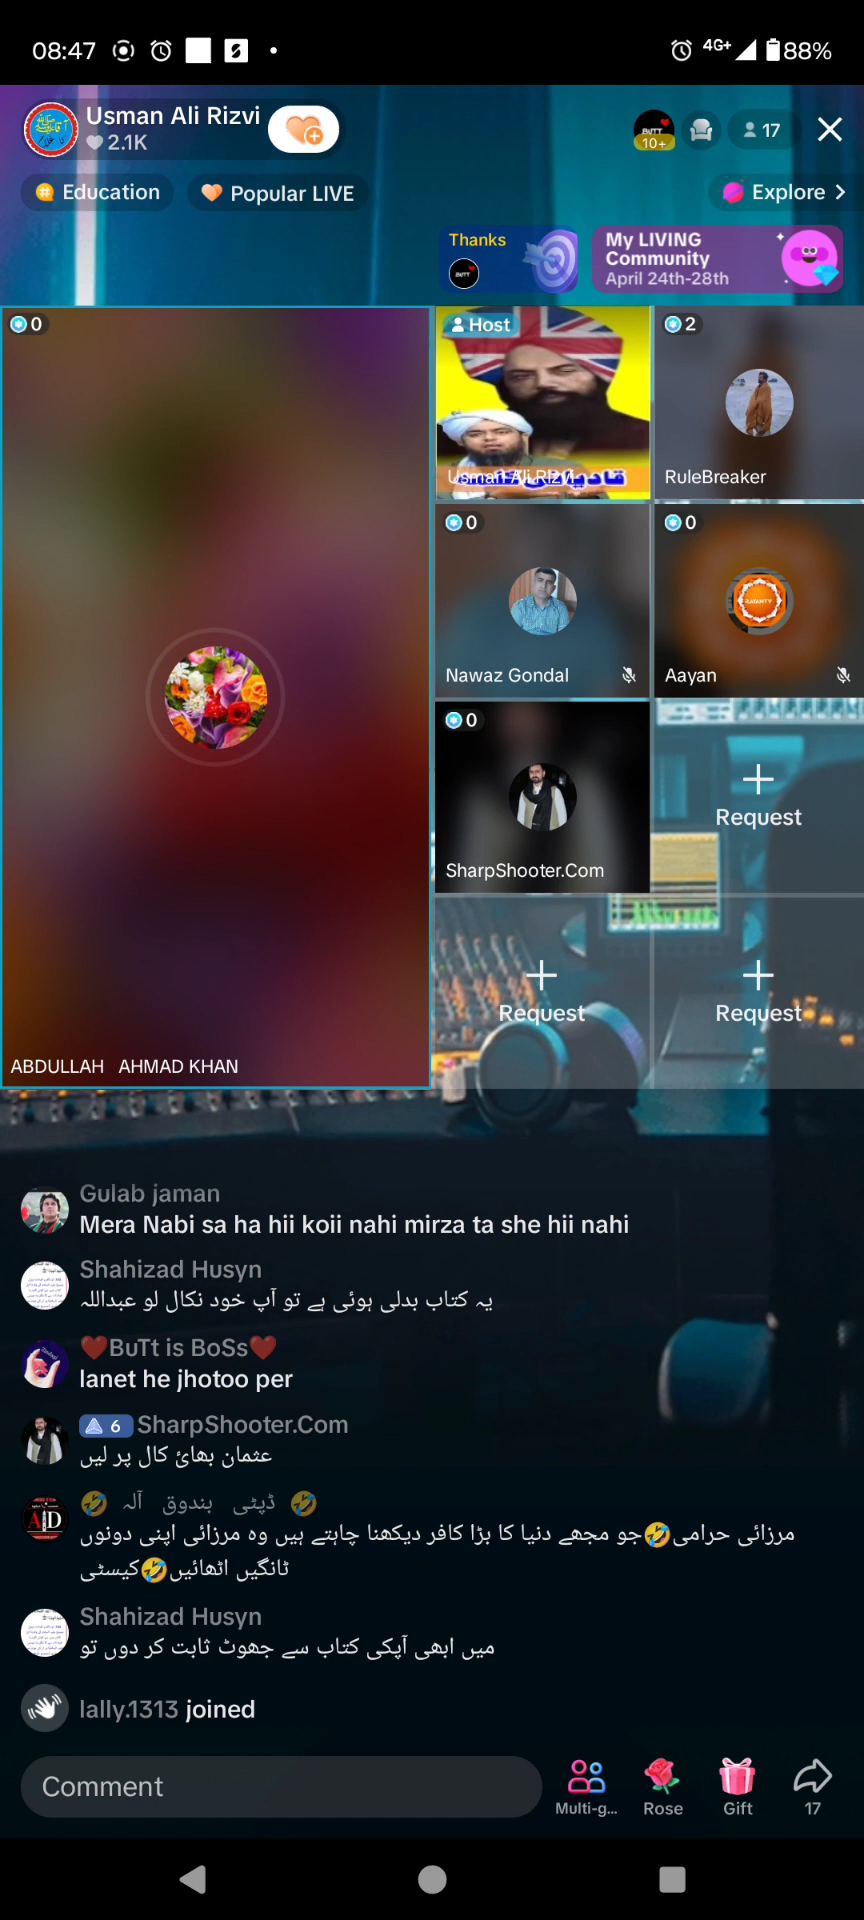 08:47
4G+
88%
Usman Ali Rizvi
2.1K
BUTT
10+
17
Education
Popular LIVE
Explore
Thanks
BUTT
My LIVING
Community
April 24th-28th
0
Host
2
Usman Ali Rizvi
RuleBreaker
0
0
Nawaz Gondal
Aayan
0
Request
SharpShooter.Com
Request
Request
ABDULLAH AHMAD KHAN
Gulab jaman
Mera Nabi sa ha hii koii nahi mirza ta she hii nahi
Shahizad Husyn
یہ کتاب بدلی ہوئی ہے تو آپ خود نکال لو عبداللہ
❤️BuTt is BoSs❤️
lanet he jhotoo per
6 SharpShooter.Com
عثمان بھائ کال پر لیں
🤣 ڈپٹی بندوق آلہ 🤣
مرزائی حرامی🤣جو مجھے دنیا کا بڑا کافر دیکھنا چاہتے ہیں وہ مرزائی اپنی دونوں
ٹانگیں اٹھائیں🤣کیسٹی
Shahizad Husyn
میں ابھی آپکی کتاب سے جھوٹ ثابت کر دوں تو
lally.1313 joined
Comment
Multi-g...
Rose
Gift
17